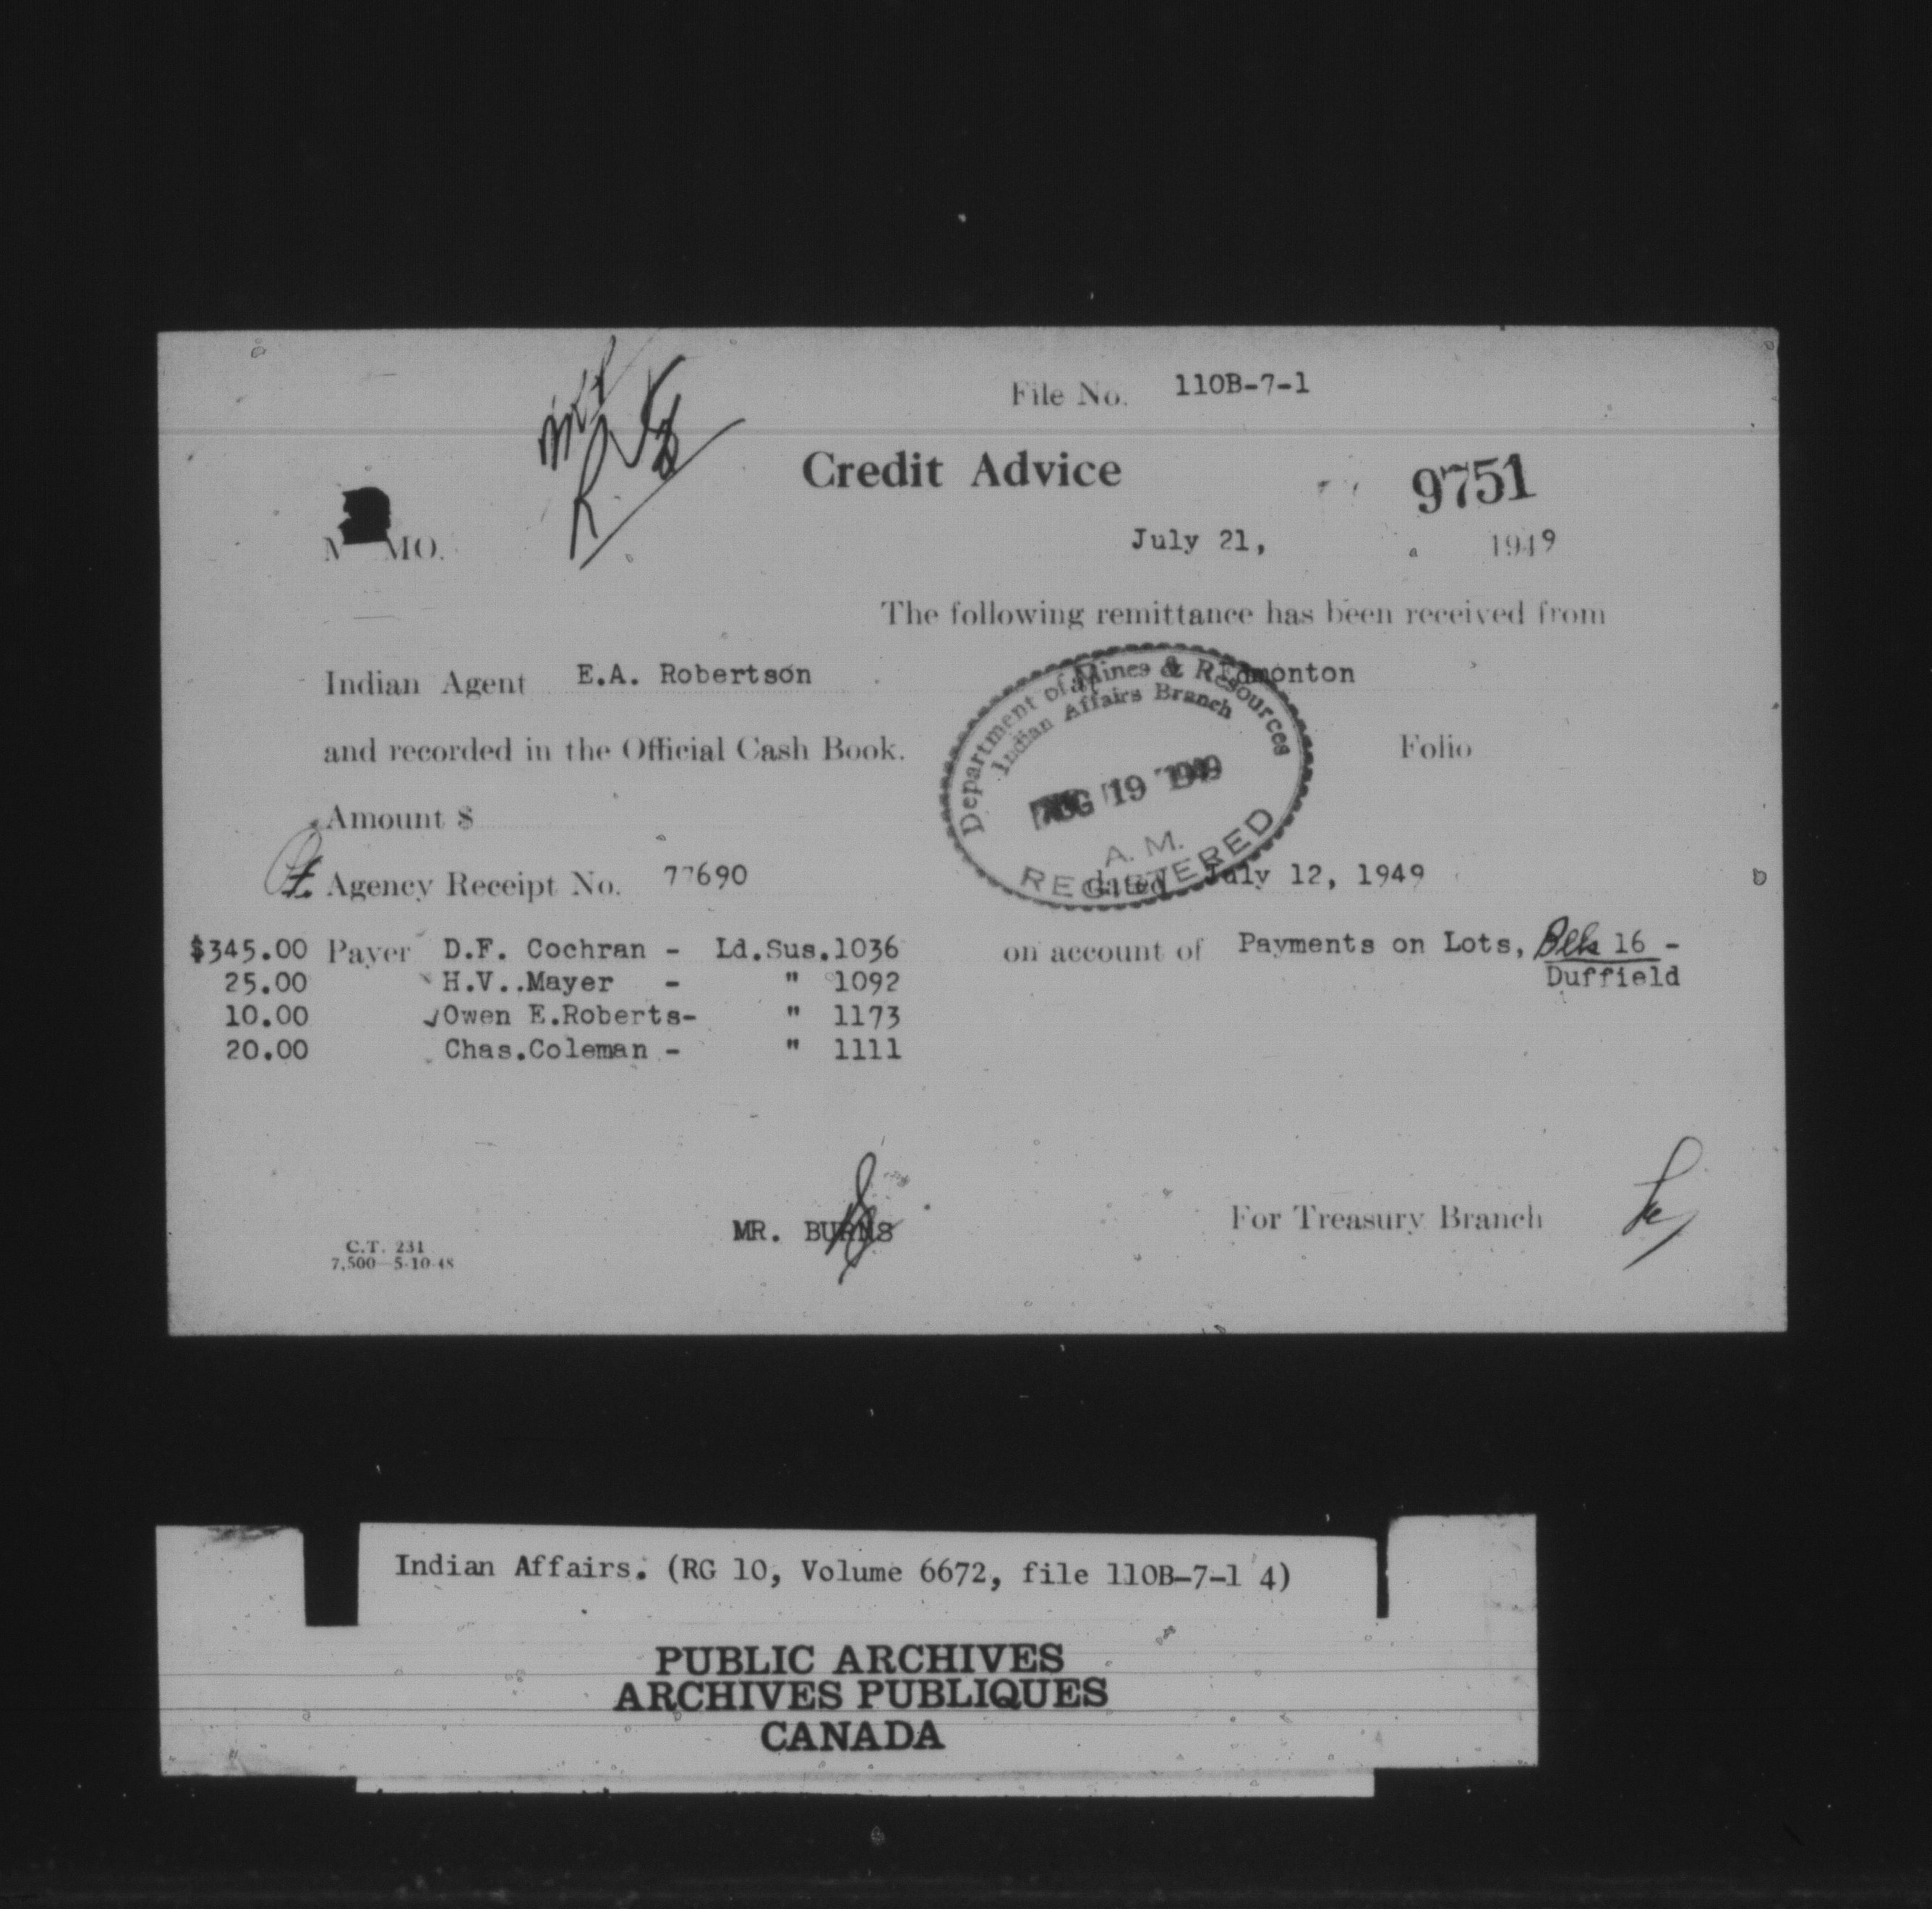 File No. 110B-7-1
Credit Advice
9751
MO.
July 21, 1949
The following remittance has been received from
Indian Agent E.A. Robertson at Edmonton
and recorded in the Official Cash Book. Folio
Department of Mines & Resources
Indian Affairs Branch
AUG 19 1949
A. M.
REGISTERED
Amount $
Agency Receipt No. 77690 dated July 12, 1949
$345.00 Payer D.F. Cochran - Ld.Sus.1036 on account of Payments on Lots, Blk 16 -
Duffield
25.00 H.V..Mayer - " 1092
10.00 Owen E.Roberts- " 1173
20.00 Chas.Coleman - " 1111
MR. BURNS
For Treasury Branch
C.T. 231
7,500—5-10-48
Indian Affairs. (RG 10, Volume 6672, file 110B-7-1 4)
PUBLIC ARCHIVES
ARCHIVES PUBLIQUES
CANADA